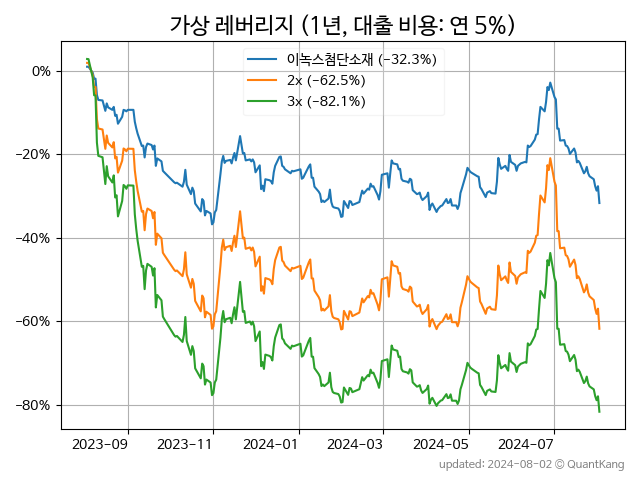 가상 레버리지 (1년, 대출 비용: 연 5%)
이녹스첨단소재 (−32.3%)
2x (−62.5%)
3x (−82.1%)
0%
−20%
−40%
−60%
−80%
2023-09
2023-11
2024-01
2024-03
2024-05
2024-07
updated: 2024-08-02 © QuantKang